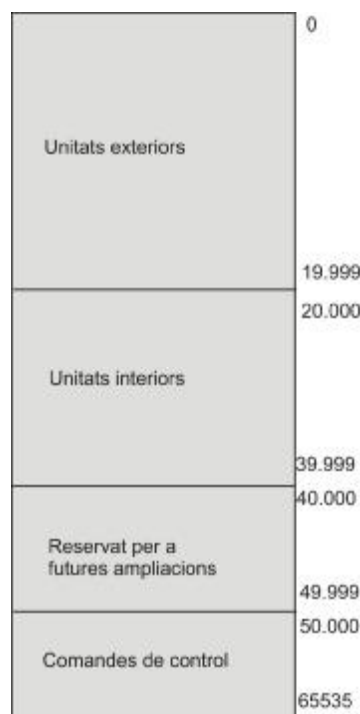 0
Unitats exteriors
19.999
20.000
Unitats interiors
39.999
40.000
Reservat per a
futures ampliacions
49.999
50.000
Comandes de control
65535